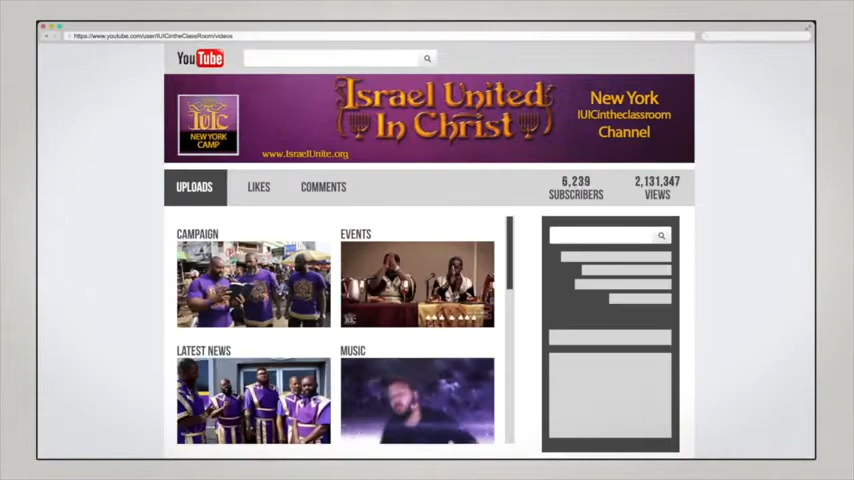 https://www.youtube.com/user/IUICintheClassRoom/videos
YouTube
Israel United
In Christ
IUIC
NEW YORK
CAMP
www.IsraelUnite.org
New York
IUICintheclassroom
Channel
UPLOADS
LIKES
COMMENTS
6,239
SUBSCRIBERS
2,131,347
VIEWS
CAMPAIGN
EVENTS
LATEST NEWS
MUSIC